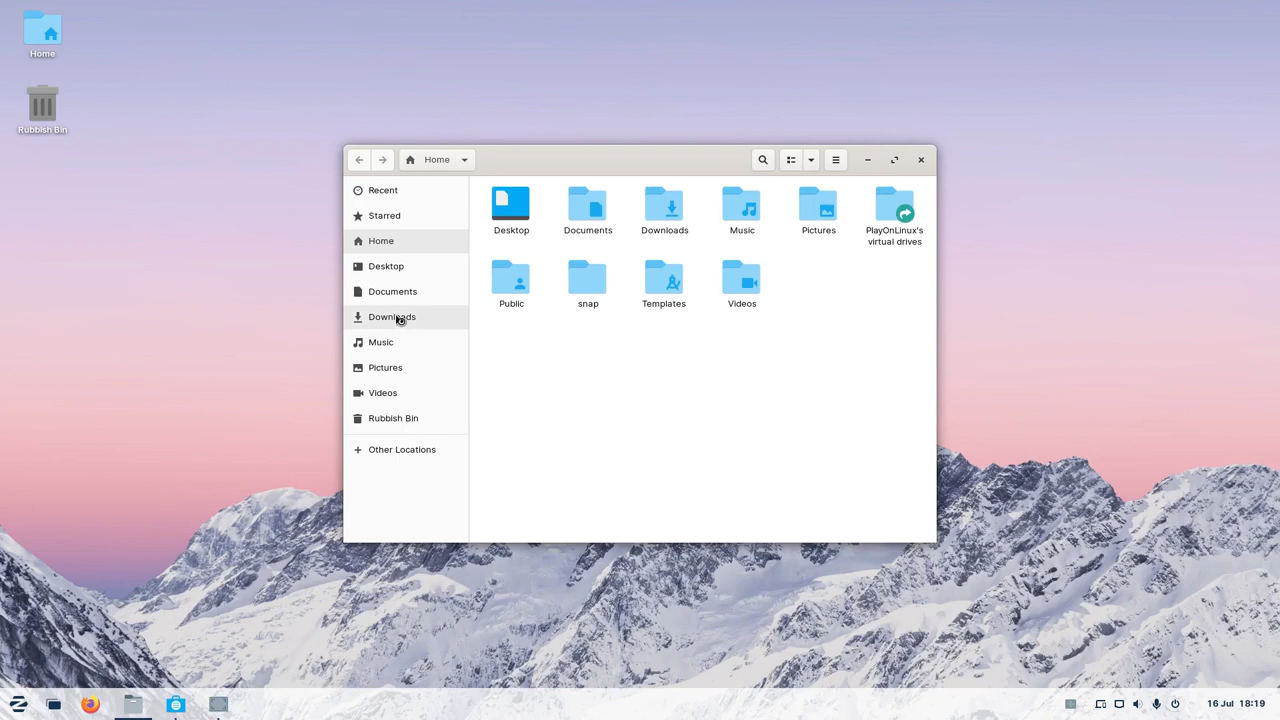 Home
Rubbish Bin
Home
Recent
Starred
Home
Desktop
Documents
Downloads
Music
Pictures
Videos
Rubbish Bin
Other Locations
Desktop
Documents
Downloads
Music
Pictures
PlayOnLinux's
virtual drives
Public
snap
Templates
Videos
16 Jul 18:19